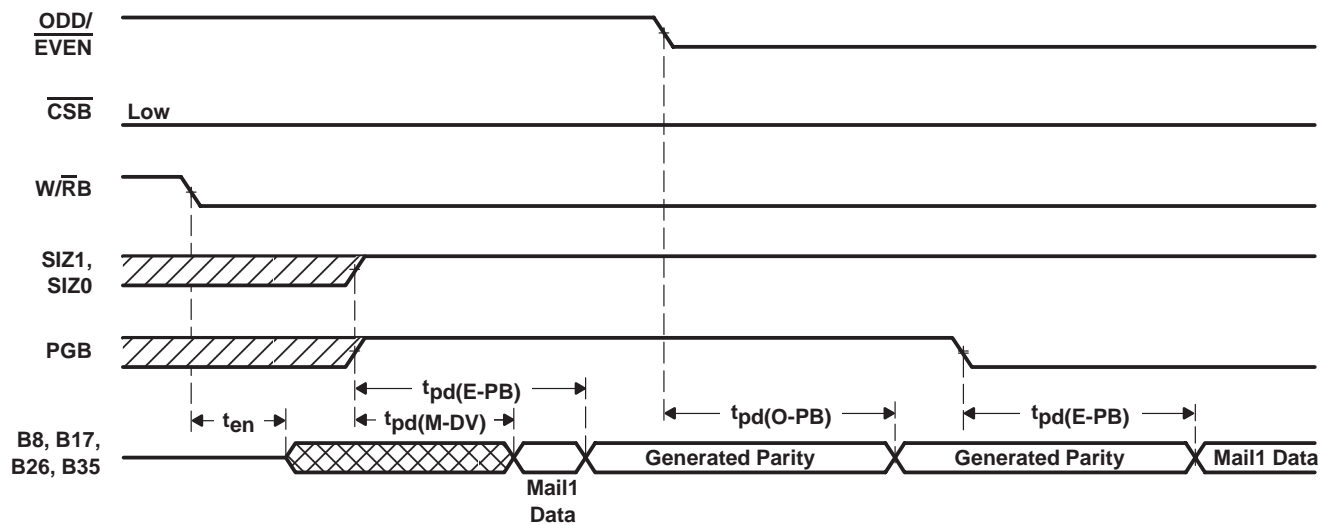 ODD/
EVEN
CSB
Low
W/RB
SIZ1,
SIZ0
PGB
tpd(E-PB)
ten
tpd(M-DV)
tpd(O-PB)
tpd(E-PB)
B8, B17,
B26, B35
Generated Parity
Generated Parity
Mail1 Data
Mail1
Data